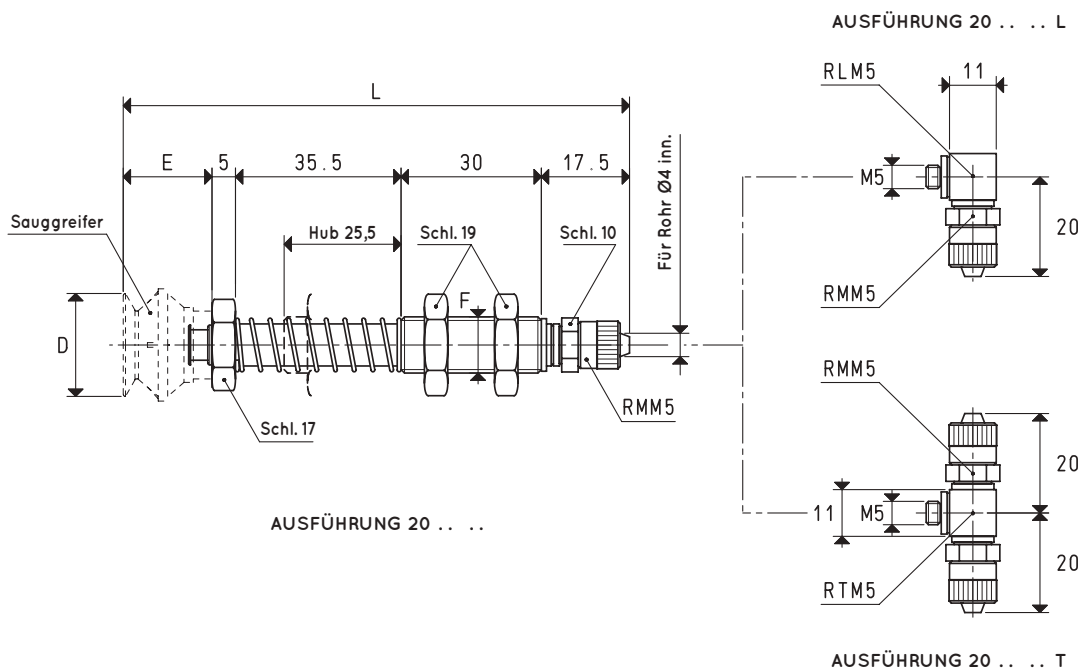 AUSFÜHRUNG 20 .. .. L
RLM5
11
L
E
5
35.5
30
17.5
Für Rohr Ø4 inn.
M5
20
Sauggreifer
Hub 25,5
Schl. 19
Schl. 10
F
D
E
RMM5
RMM5
Schl. 17
RMM5
20
11
M5
AUSFÜHRUNG 20 .. ..
20
RTM5
AUSFÜHRUNG 20 .. .. T